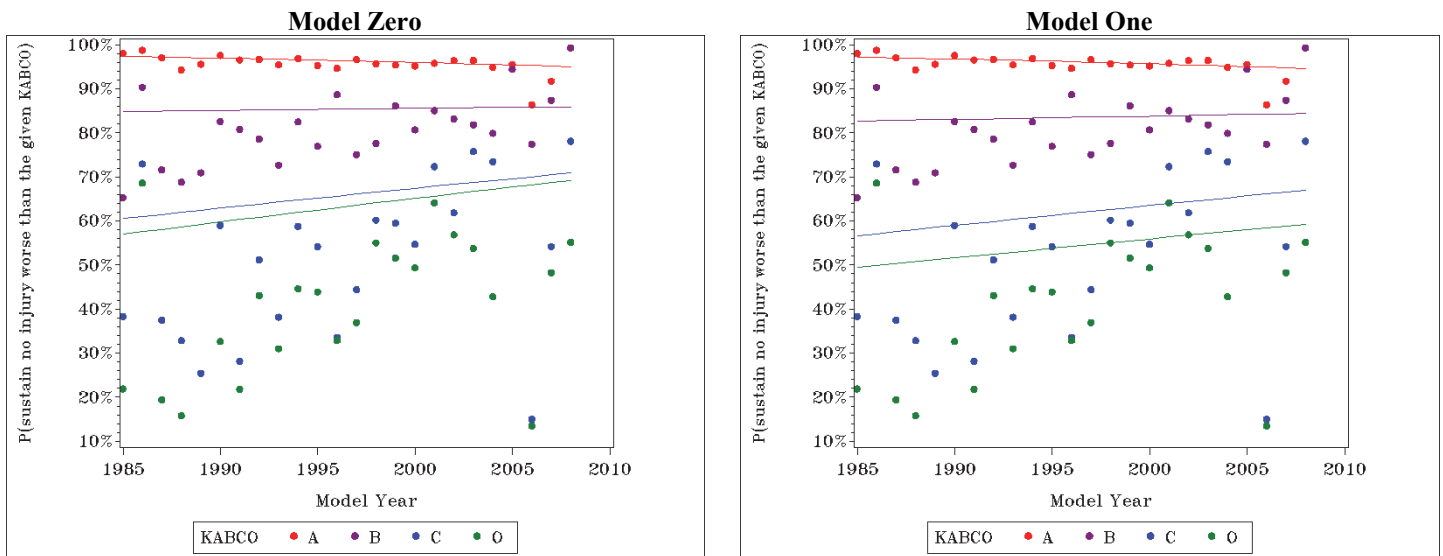 Model Zero
P(sustain no injury worse than the given KABCO)
100%
90%
80%
70%
60%
50%
40%
30%
20%
10%
1985 1990 1995 2000 2005 2010
Model Year
KABCO A B C O
Model One
P(sustain no injury worse than the given KABCO)
100%
90%
80%
70%
60%
50%
40%
30%
20%
10%
1985 1990 1995 2000 2005 2010
Model Year
KABCO A B C O